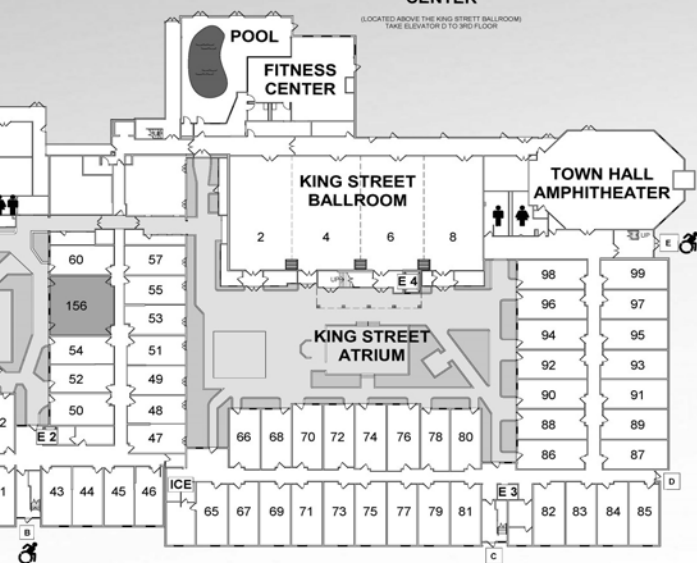 CENTER
(LOCATED ABOVE THE KING STRETT BALLROOM)
TAKE ELEVATOR D TO 3RD FLOOR
POOL
FITNESS
CENTER
KING STREET
BALLROOM
TOWN HALL
AMPHITHEATER
2 4 6 8
UP
E
UP
E 4
KING STREET
ATRIUM
60
156
54
52
50
57
55
53
51
49
48
47
98
96
94
92
90
88
86
99
97
95
93
91
89
87
E 2
66 68 70 72 74 76 78 80
43 44 45 46
ICE
65 67 69 71 73 75 77 79 81
E 3
82 83 84 85
D
B
C
2
1